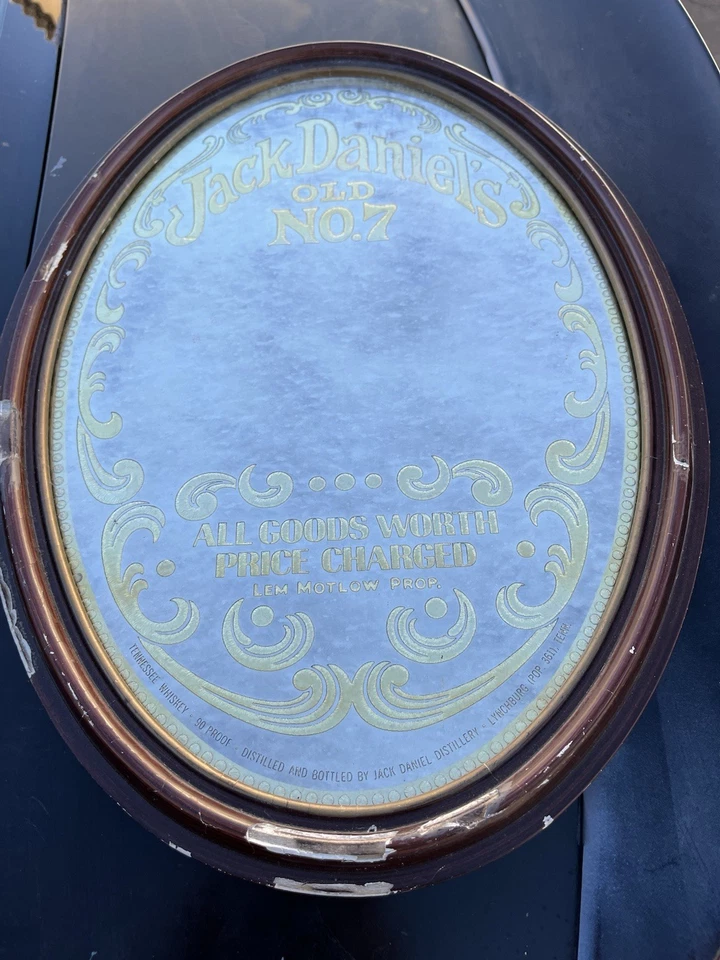 Jack Daniel's
OLD
NO.7
ALL GOODS WORTH
PRICE CHARGED
LEM MOTLOW PROP.
TENNESSEE WHISKEY - 90 PROOF - DISTILLED AND BOTTLED BY JACK DANIEL DISTILLERY - LYNCHBURG (POP. 361), TENN.